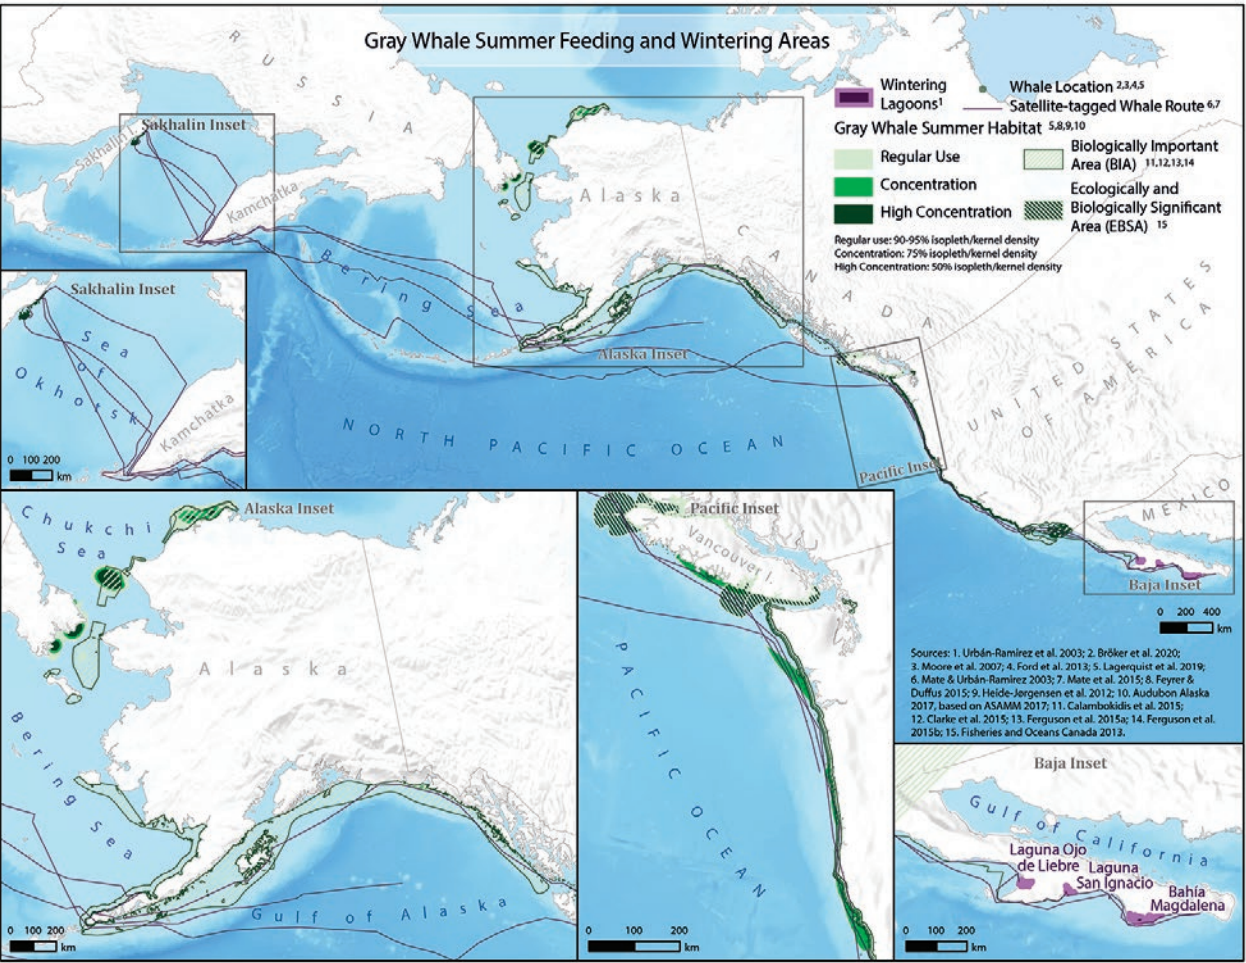 Gray Whale Summer Feeding and Wintering Areas
Wintering
Lagoons1
Whale Location 2,3,4,5
Satellite-tagged Whale Route 6,7
Gray Whale Summer Habitat 5,8,9,10
Regular Use
Concentration
High Concentration
Biologically Important
Area (BIA) 11,12,13,14
Ecologically and
Biologically Significant
Area (EBSA) 15
Regular use: 90-95% isopleth/kernel density
Concentration: 75% isopleth/kernel density
High Concentration: 50% isopleth/kernel density
RUSSIA
Sakhalin Inset
Sakhalin I.
Kamchatka
Alaska
CANADA
Bering Sea
Alaska Inset
UNITED STATES
OF AMERICA
NORTH PACIFIC OCEAN
Pacific Inset
MEXICO
Baja Inset
0 200 400
km
Sakhalin Inset
Sea
of
Okhotsk
Kamchatka
0 100 200
km
Alaska Inset
Chukchi
Sea
Alaska
Bering Sea
Gulf of Alaska
0 100 200
km
Pacific Inset
Vancouver I.
PACIFIC OCEAN
0 100 200
km
Sources: 1. Urbán-Ramírez et al. 2003; 2. Bröker et al. 2020;
3. Moore et al. 2007; 4. Ford et al. 2013; 5. Lagerquist et al. 2019;
6. Mate & Urbán-Ramirez 2003; 7. Mate et al. 2015; 8. Feyrer &
Duffus 2015; 9. Heide-Jørgensen et al. 2012; 10. Audubon Alaska
2017, based on ASAMM 2017; 11. Calambokidis et al. 2015;
12. Clarke et al. 2015; 13. Ferguson et al. 2015a; 14. Ferguson et al.
2015b; 15. Fisheries and Oceans Canada 2013.
Baja Inset
Gulf of California
Laguna Ojo
de Liebre
Laguna
San Ignacio
Bahía
Magdalena
0 100 200
km